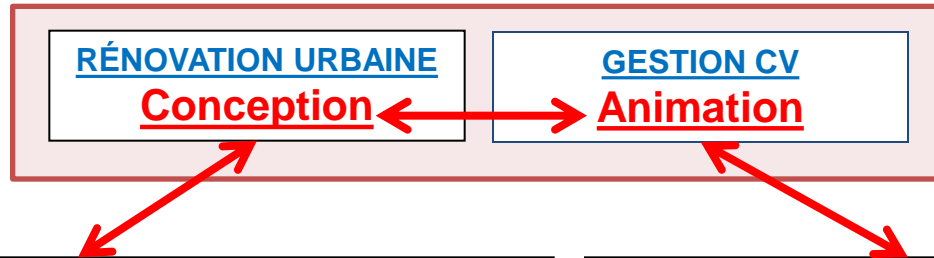 RÉNOVATION URBAINE
Conception
GESTION CV
Animation